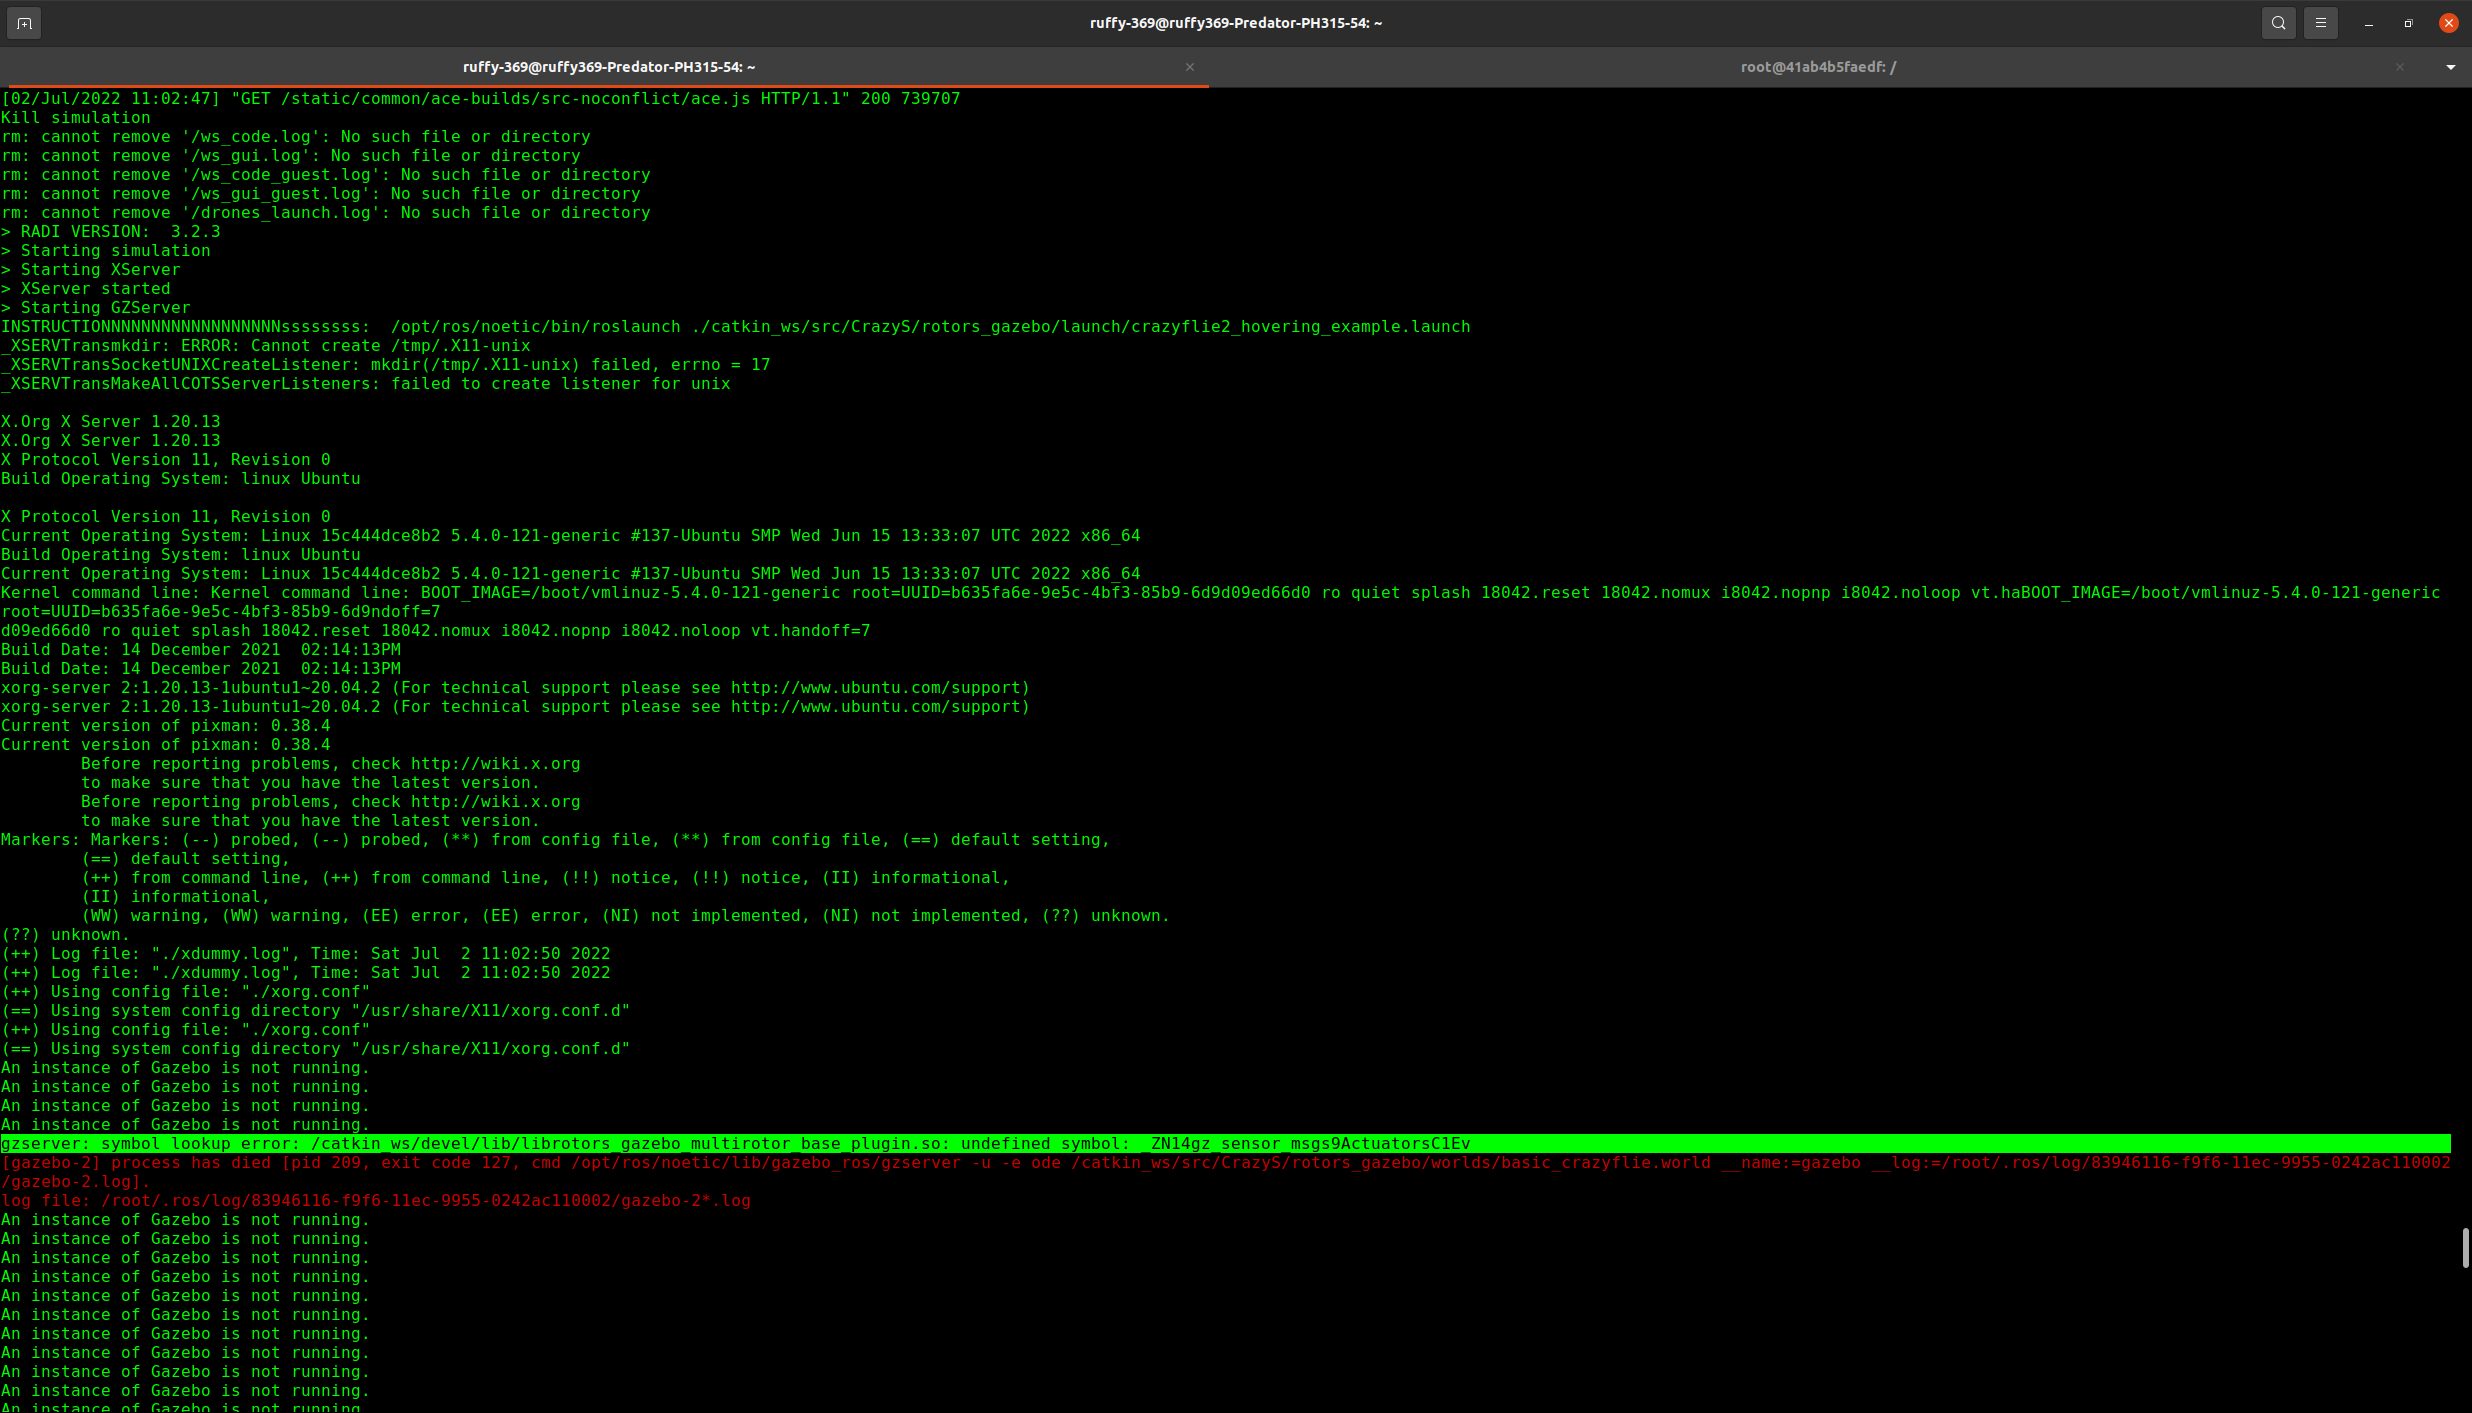 ruffy-369@ruffy369-Predator-PH315-54: ~
ruffy-369@ruffy369-Predator-PH315-54: ~
root@41ab4b5faedf: /
[02/Jul/2022 11:02:47] "GET /static/common/ace-builds/src-noconflict/ace.js HTTP/1.1" 200 739707
Kill simulation
rm: cannot remove '/ws_code.log': No such file or directory
rm: cannot remove '/ws_gui.log': No such file or directory
rm: cannot remove '/ws_code_guest.log': No such file or directory
rm: cannot remove '/ws_gui_guest.log': No such file or directory
rm: cannot remove '/drones_launch.log': No such file or directory
> RADI VERSION:  3.2.3
> Starting simulation
> Starting XServer
> XServer started
> Starting GZServer
INSTRUCTIONNNNNNNNNNNNNNNNNNssssssss:  /opt/ros/noetic/bin/roslaunch ./catkin_ws/src/CrazyS/rotors_gazebo/launch/crazyflie2_hovering_example.launch
_XSERVTransmkdir: ERROR: Cannot create /tmp/.X11-unix
_XSERVTransSocketUNIXCreateListener: mkdir(/tmp/.X11-unix) failed, errno = 17
_XSERVTransMakeAllCOTSServerListeners: failed to create listener for unix
X.Org X Server 1.20.13
X.Org X Server 1.20.13
X Protocol Version 11, Revision 0
Build Operating System: linux Ubuntu
X Protocol Version 11, Revision 0
Current Operating System: Linux 15c444dce8b2 5.4.0-121-generic #137-Ubuntu SMP Wed Jun 15 13:33:07 UTC 2022 x86_64
Build Operating System: linux Ubuntu
Current Operating System: Linux 15c444dce8b2 5.4.0-121-generic #137-Ubuntu SMP Wed Jun 15 13:33:07 UTC 2022 x86_64
Kernel command line: Kernel command line: BOOT_IMAGE=/boot/vmlinuz-5.4.0-121-generic root=UUID=b635fa6e-9e5c-4bf3-85b9-6d9d09ed66d0 ro quiet splash 18042.reset 18042.nomux i8042.nopnp i8042.noloop vt.haBOOT_IMAGE=/boot/vmlinuz-5.4.0-121-generic
root=UUID=b635fa6e-9e5c-4bf3-85b9-6d9ndoff=7
d09ed66d0 ro quiet splash 18042.reset 18042.nomux i8042.nopnp i8042.noloop vt.handoff=7
Build Date: 14 December 2021  02:14:13PM
Build Date: 14 December 2021  02:14:13PM
xorg-server 2:1.20.13-1ubuntu1~20.04.2 (For technical support please see http://www.ubuntu.com/support)
xorg-server 2:1.20.13-1ubuntu1~20.04.2 (For technical support please see http://www.ubuntu.com/support)
Current version of pixman: 0.38.4
Current version of pixman: 0.38.4
Before reporting problems, check http://wiki.x.org
to make sure that you have the latest version.
Before reporting problems, check http://wiki.x.org
to make sure that you have the latest version.
Markers: Markers: (--) probed, (--) probed, (**) from config file, (**) from config file, (==) default setting,
(==) default setting,
(++) from command line, (++) from command line, (!!) notice, (!!) notice, (II) informational,
(II) informational,
(WW) warning, (WW) warning, (EE) error, (EE) error, (NI) not implemented, (NI) not implemented, (??) unknown.
(??) unknown.
(++) Log file: "./xdummy.log", Time: Sat Jul  2 11:02:50 2022
(++) Log file: "./xdummy.log", Time: Sat Jul  2 11:02:50 2022
(++) Using config file: "./xorg.conf"
(==) Using system config directory "/usr/share/X11/xorg.conf.d"
(++) Using config file: "./xorg.conf"
(==) Using system config directory "/usr/share/X11/xorg.conf.d"
An instance of Gazebo is not running.
An instance of Gazebo is not running.
An instance of Gazebo is not running.
An instance of Gazebo is not running.
gzserver: symbol lookup error: /catkin_ws/devel/lib/librotors_gazebo_multirotor_base_plugin.so: undefined symbol: _ZN14gz_sensor_msgs9ActuatorsC1Ev
[gazebo-2] process has died [pid 209, exit code 127, cmd /opt/ros/noetic/lib/gazebo_ros/gzserver -u -e ode /catkin_ws/src/CrazyS/rotors_gazebo/worlds/basic_crazyflie.world __name:=gazebo __log:=/root/.ros/log/83946116-f9f6-11ec-9955-0242ac110002
/gazebo-2.log].
log file: /root/.ros/log/83946116-f9f6-11ec-9955-0242ac110002/gazebo-2*.log
An instance of Gazebo is not running.
An instance of Gazebo is not running.
An instance of Gazebo is not running.
An instance of Gazebo is not running.
An instance of Gazebo is not running.
An instance of Gazebo is not running.
An instance of Gazebo is not running.
An instance of Gazebo is not running.
An instance of Gazebo is not running.
An instance of Gazebo is not running.
An instance of Gazebo is not running.